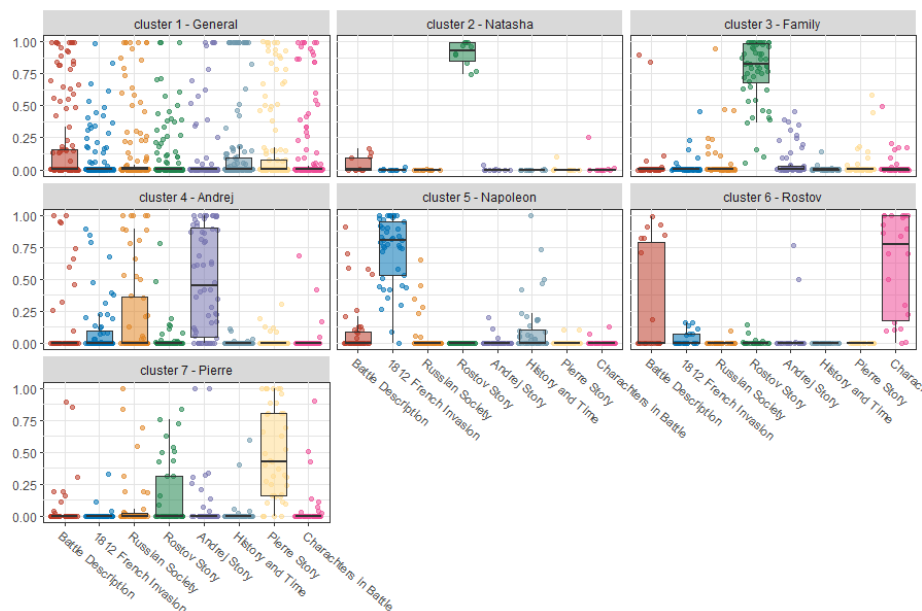 cluster 1 - General
cluster 2 - Natasha
cluster 3 - Family
1.00
0.75
0.50
0.25
0.00
cluster 4 - Andrej
cluster 5 - Napoleon
cluster 6 - Rostov
1.00
0.75
0.50
0.25
0.00
cluster 7 - Pierre
1.00
0.75
0.50
0.25
0.00
Battle Description
1812 French Invasion
Russian Society
Rostov Story
Andrej Story
History and Time
Pierre Story
Charachters in Battle
Battle Description
1812 French Invasion
Russian Society
Rostov Story
Andrej Story
History and Time
Pierre Story
Charact
Battle Description
1812 French Invasion
Russian Society
Rostov Story
Andrej Story
History and Time
Pierre Story
Charachters in Battle